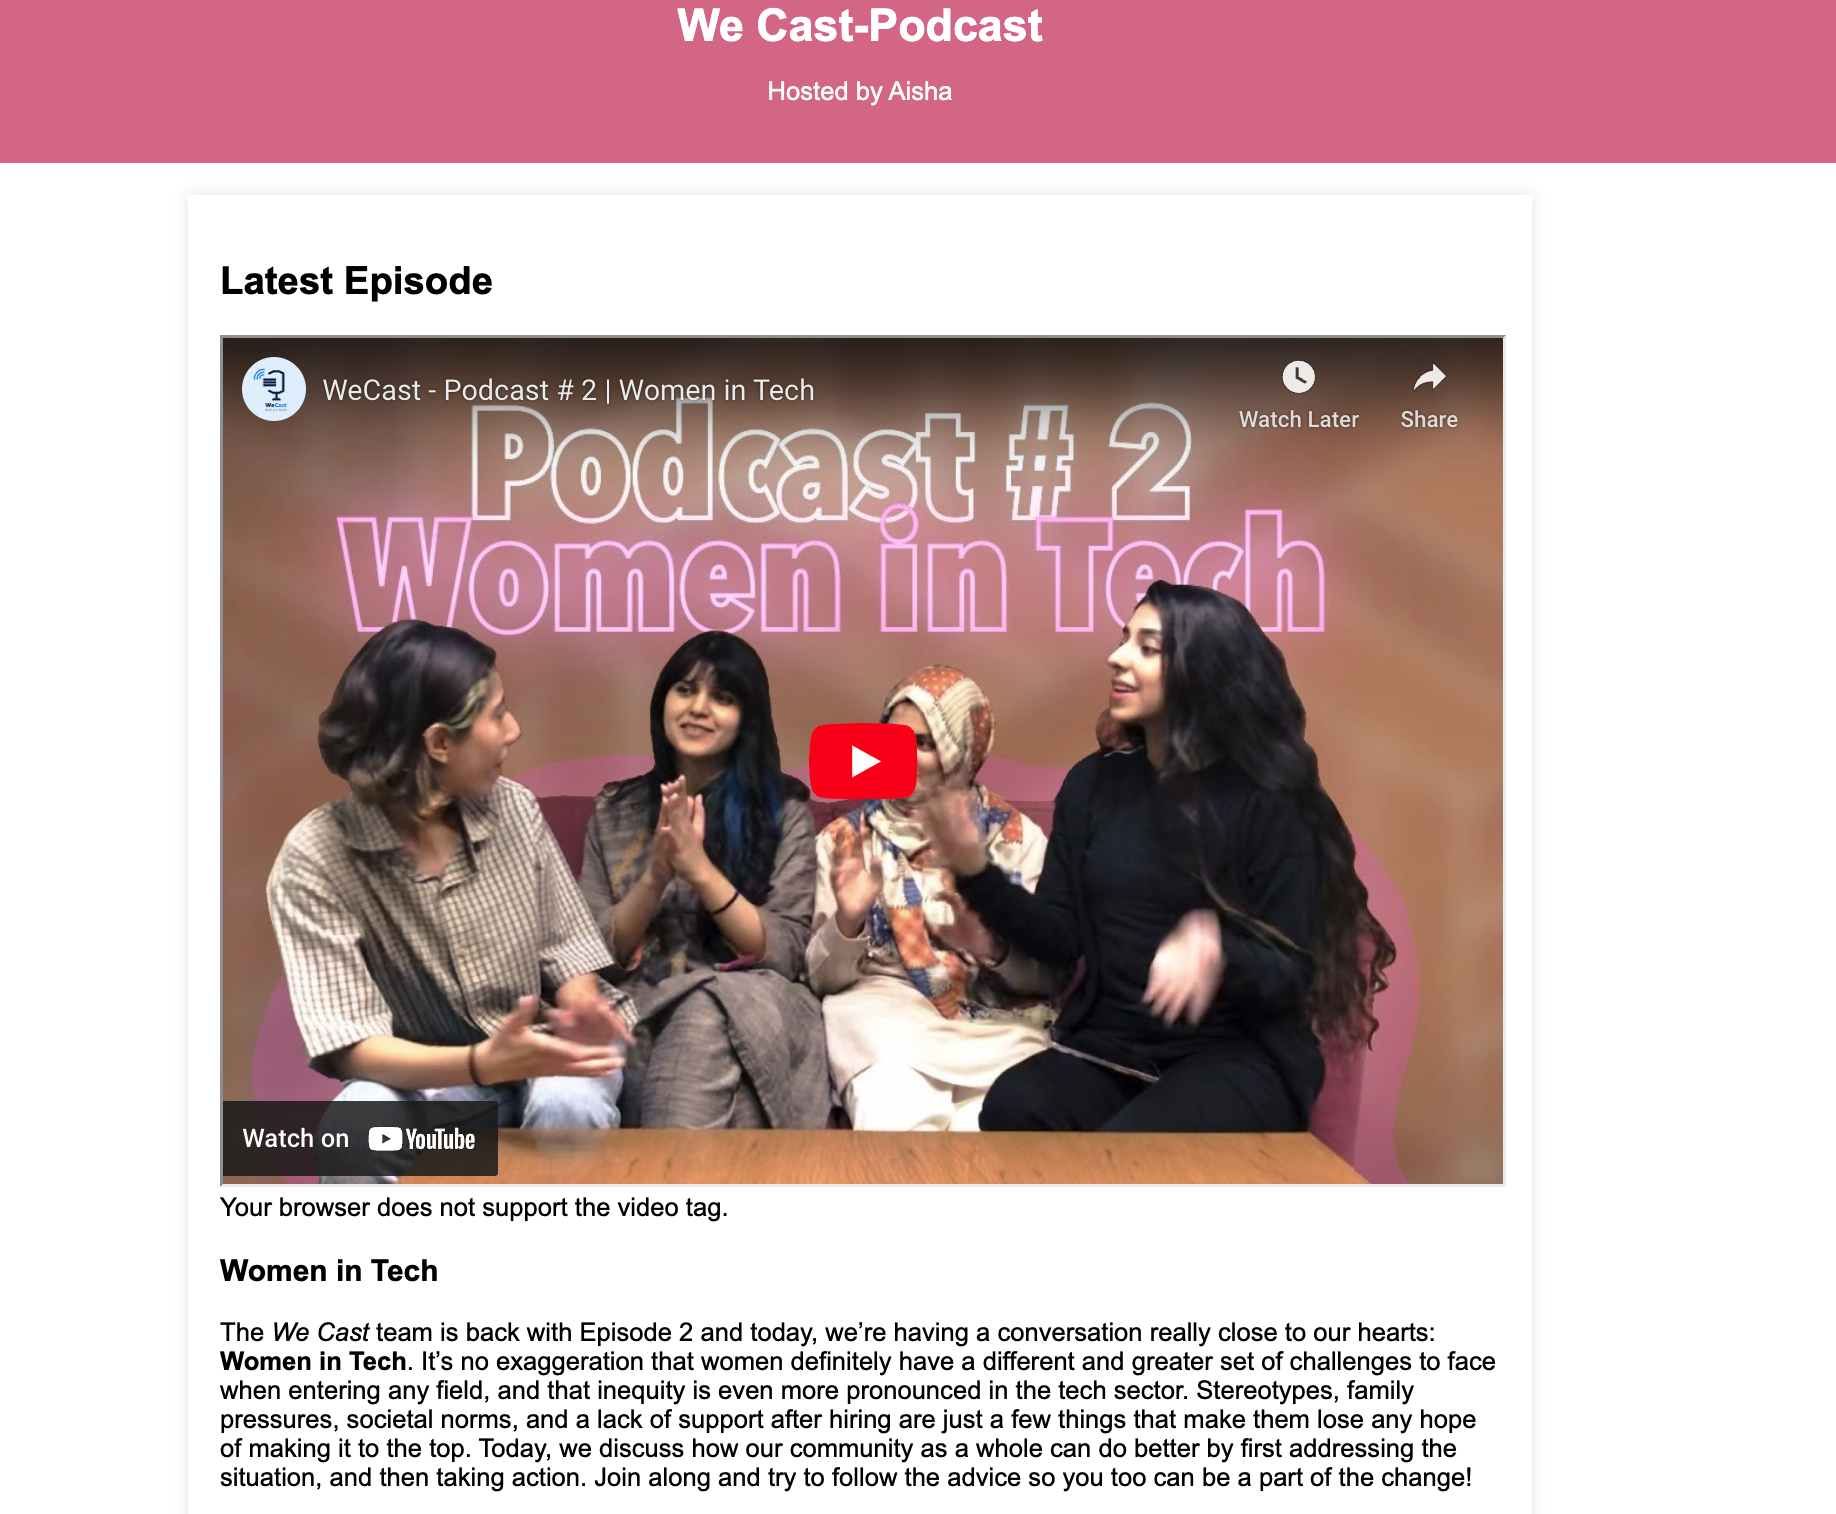 We Cast-Podcast
Hosted by Aisha
Latest Episode
WeCast
WeCast - Podcast # 2 | Women in Tech
Watch Later
Share
Podcast # 2
Women in Tech
Watch on YouTube
Your browser does not support the video tag.
Women in Tech
The We Cast team is back with Episode 2 and today, we’re having a conversation really close to our hearts:
Women in Tech. It’s no exaggeration that women definitely have a different and greater set of challenges to face
when entering any field, and that inequity is even more pronounced in the tech sector. Stereotypes, family
pressures, societal norms, and a lack of support after hiring are just a few things that make them lose any hope
of making it to the top. Today, we discuss how our community as a whole can do better by first addressing the
situation, and then taking action. Join along and try to follow the advice so you too can be a part of the change!